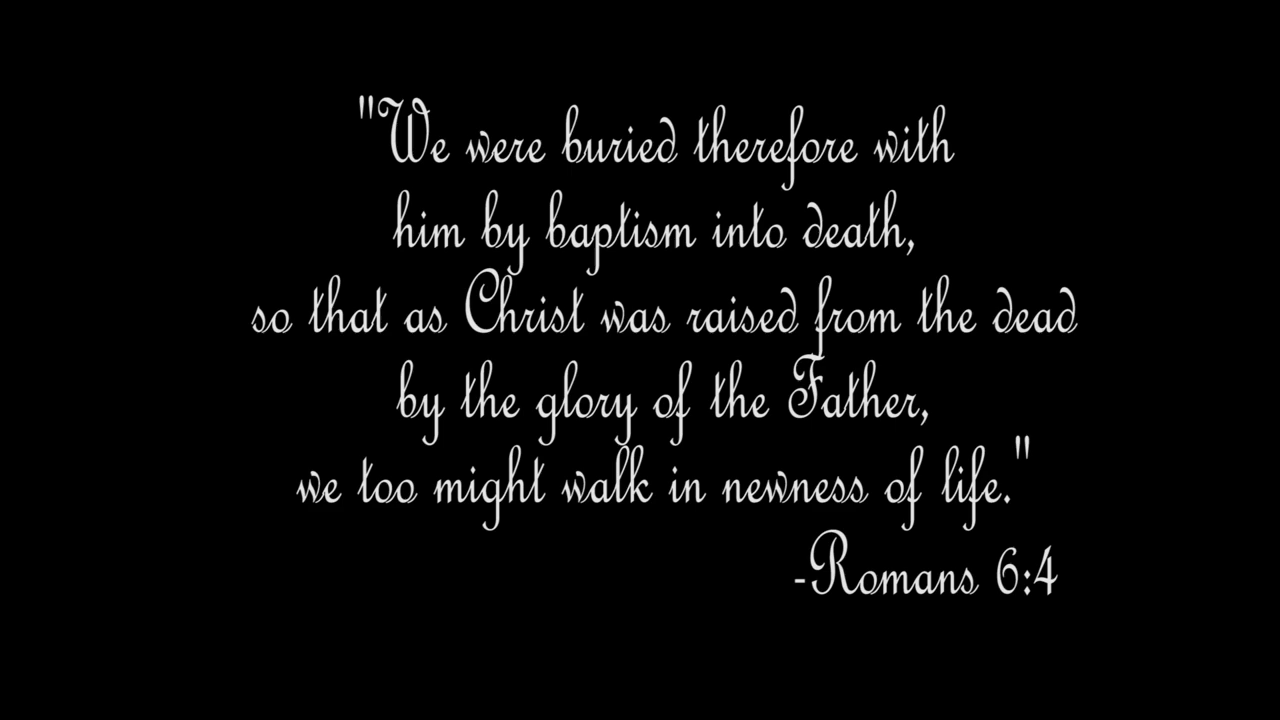 "We were buried therefore with
him by baptism into death,
so that as Christ was raised from the dead
by the glory of the Father,
we too might walk in newness of life."
-Romans 6:4